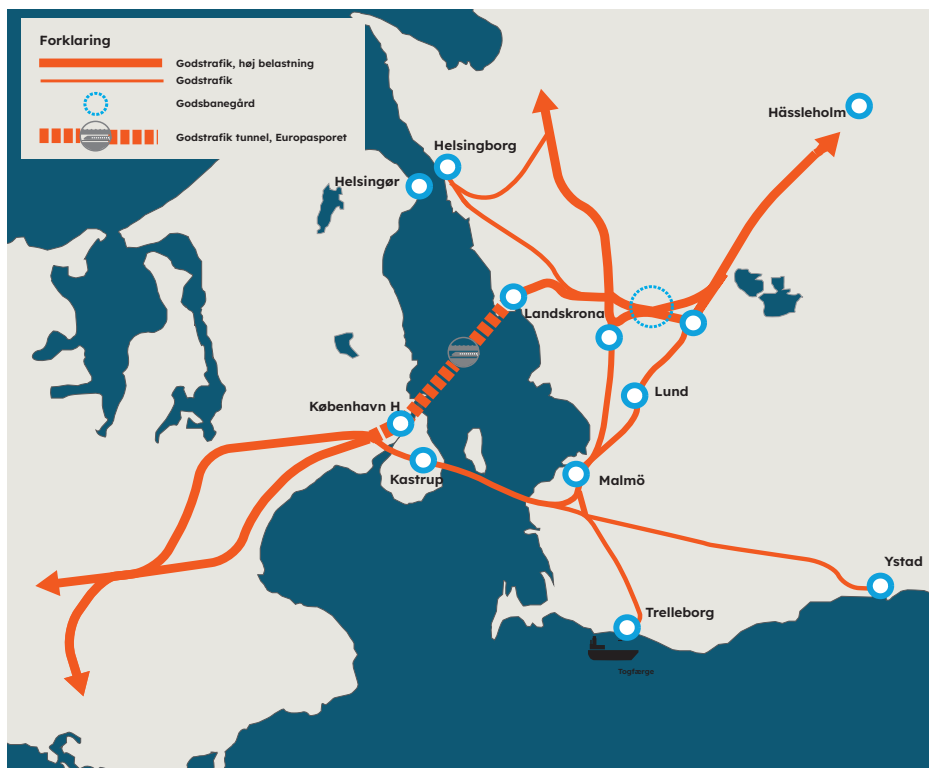 Forklaring
Godstrafik, høj belastning
Godstrafik
Godsbanegård
Godstrafik tunnel, Europasporet
Hässleholm
Helsingborg
Helsingør
Landskrona
Lund
København H
Kastrup
Malmö
Ystad
Trelleborg
Togfærge